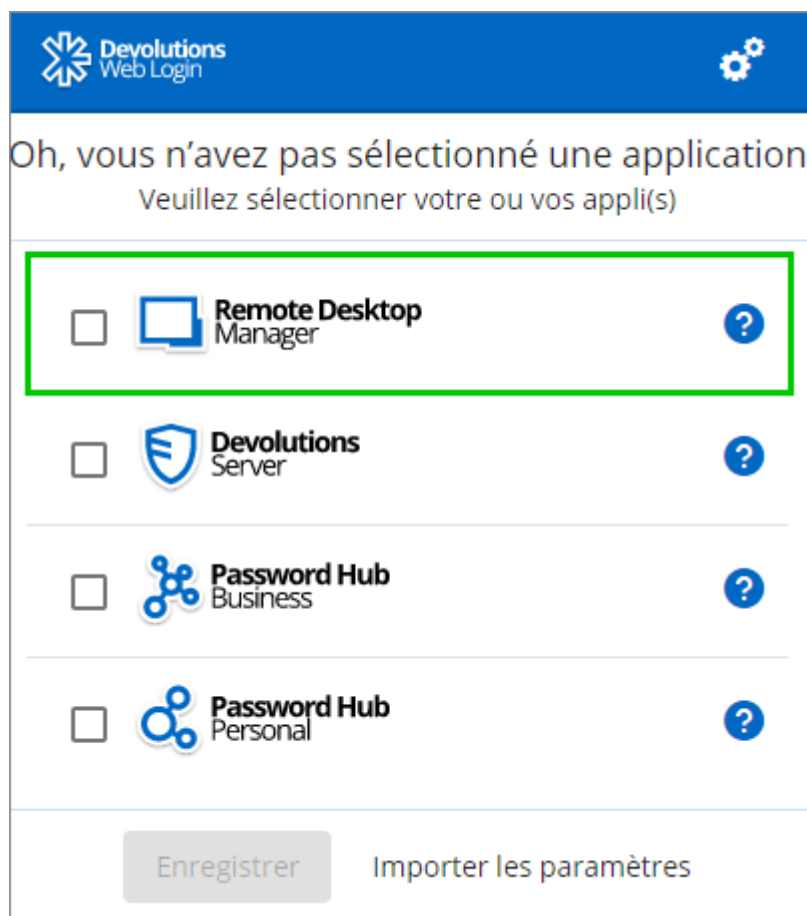 Devolutions
Web Login
Oh, vous n’avez pas sélectionné une application
Veuillez sélectionner votre ou vos appli(s)
Remote Desktop
Manager
?
Devolutions
Server
?
Password Hub
Business
?
Password Hub
Personal
?
Enregistrer Importer les paramètres